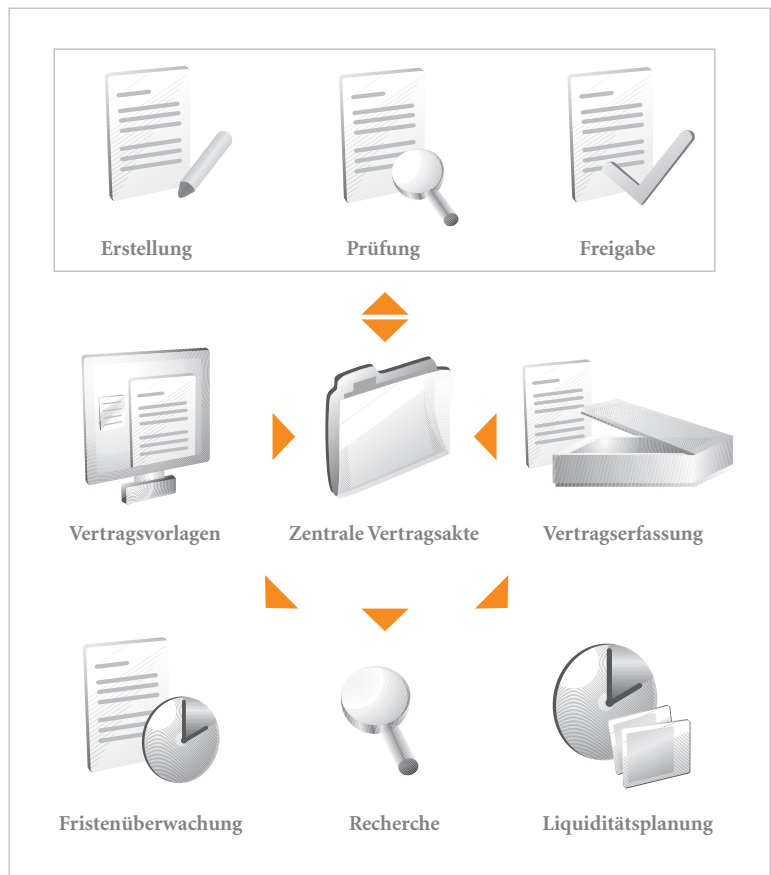 Erstellung
Prüfung
Freigabe
Vertragsvorlagen
Zentrale Vertragsakte
Vertragserfassung
Fristenüberwachung
Recherche
Liquiditätsplanung